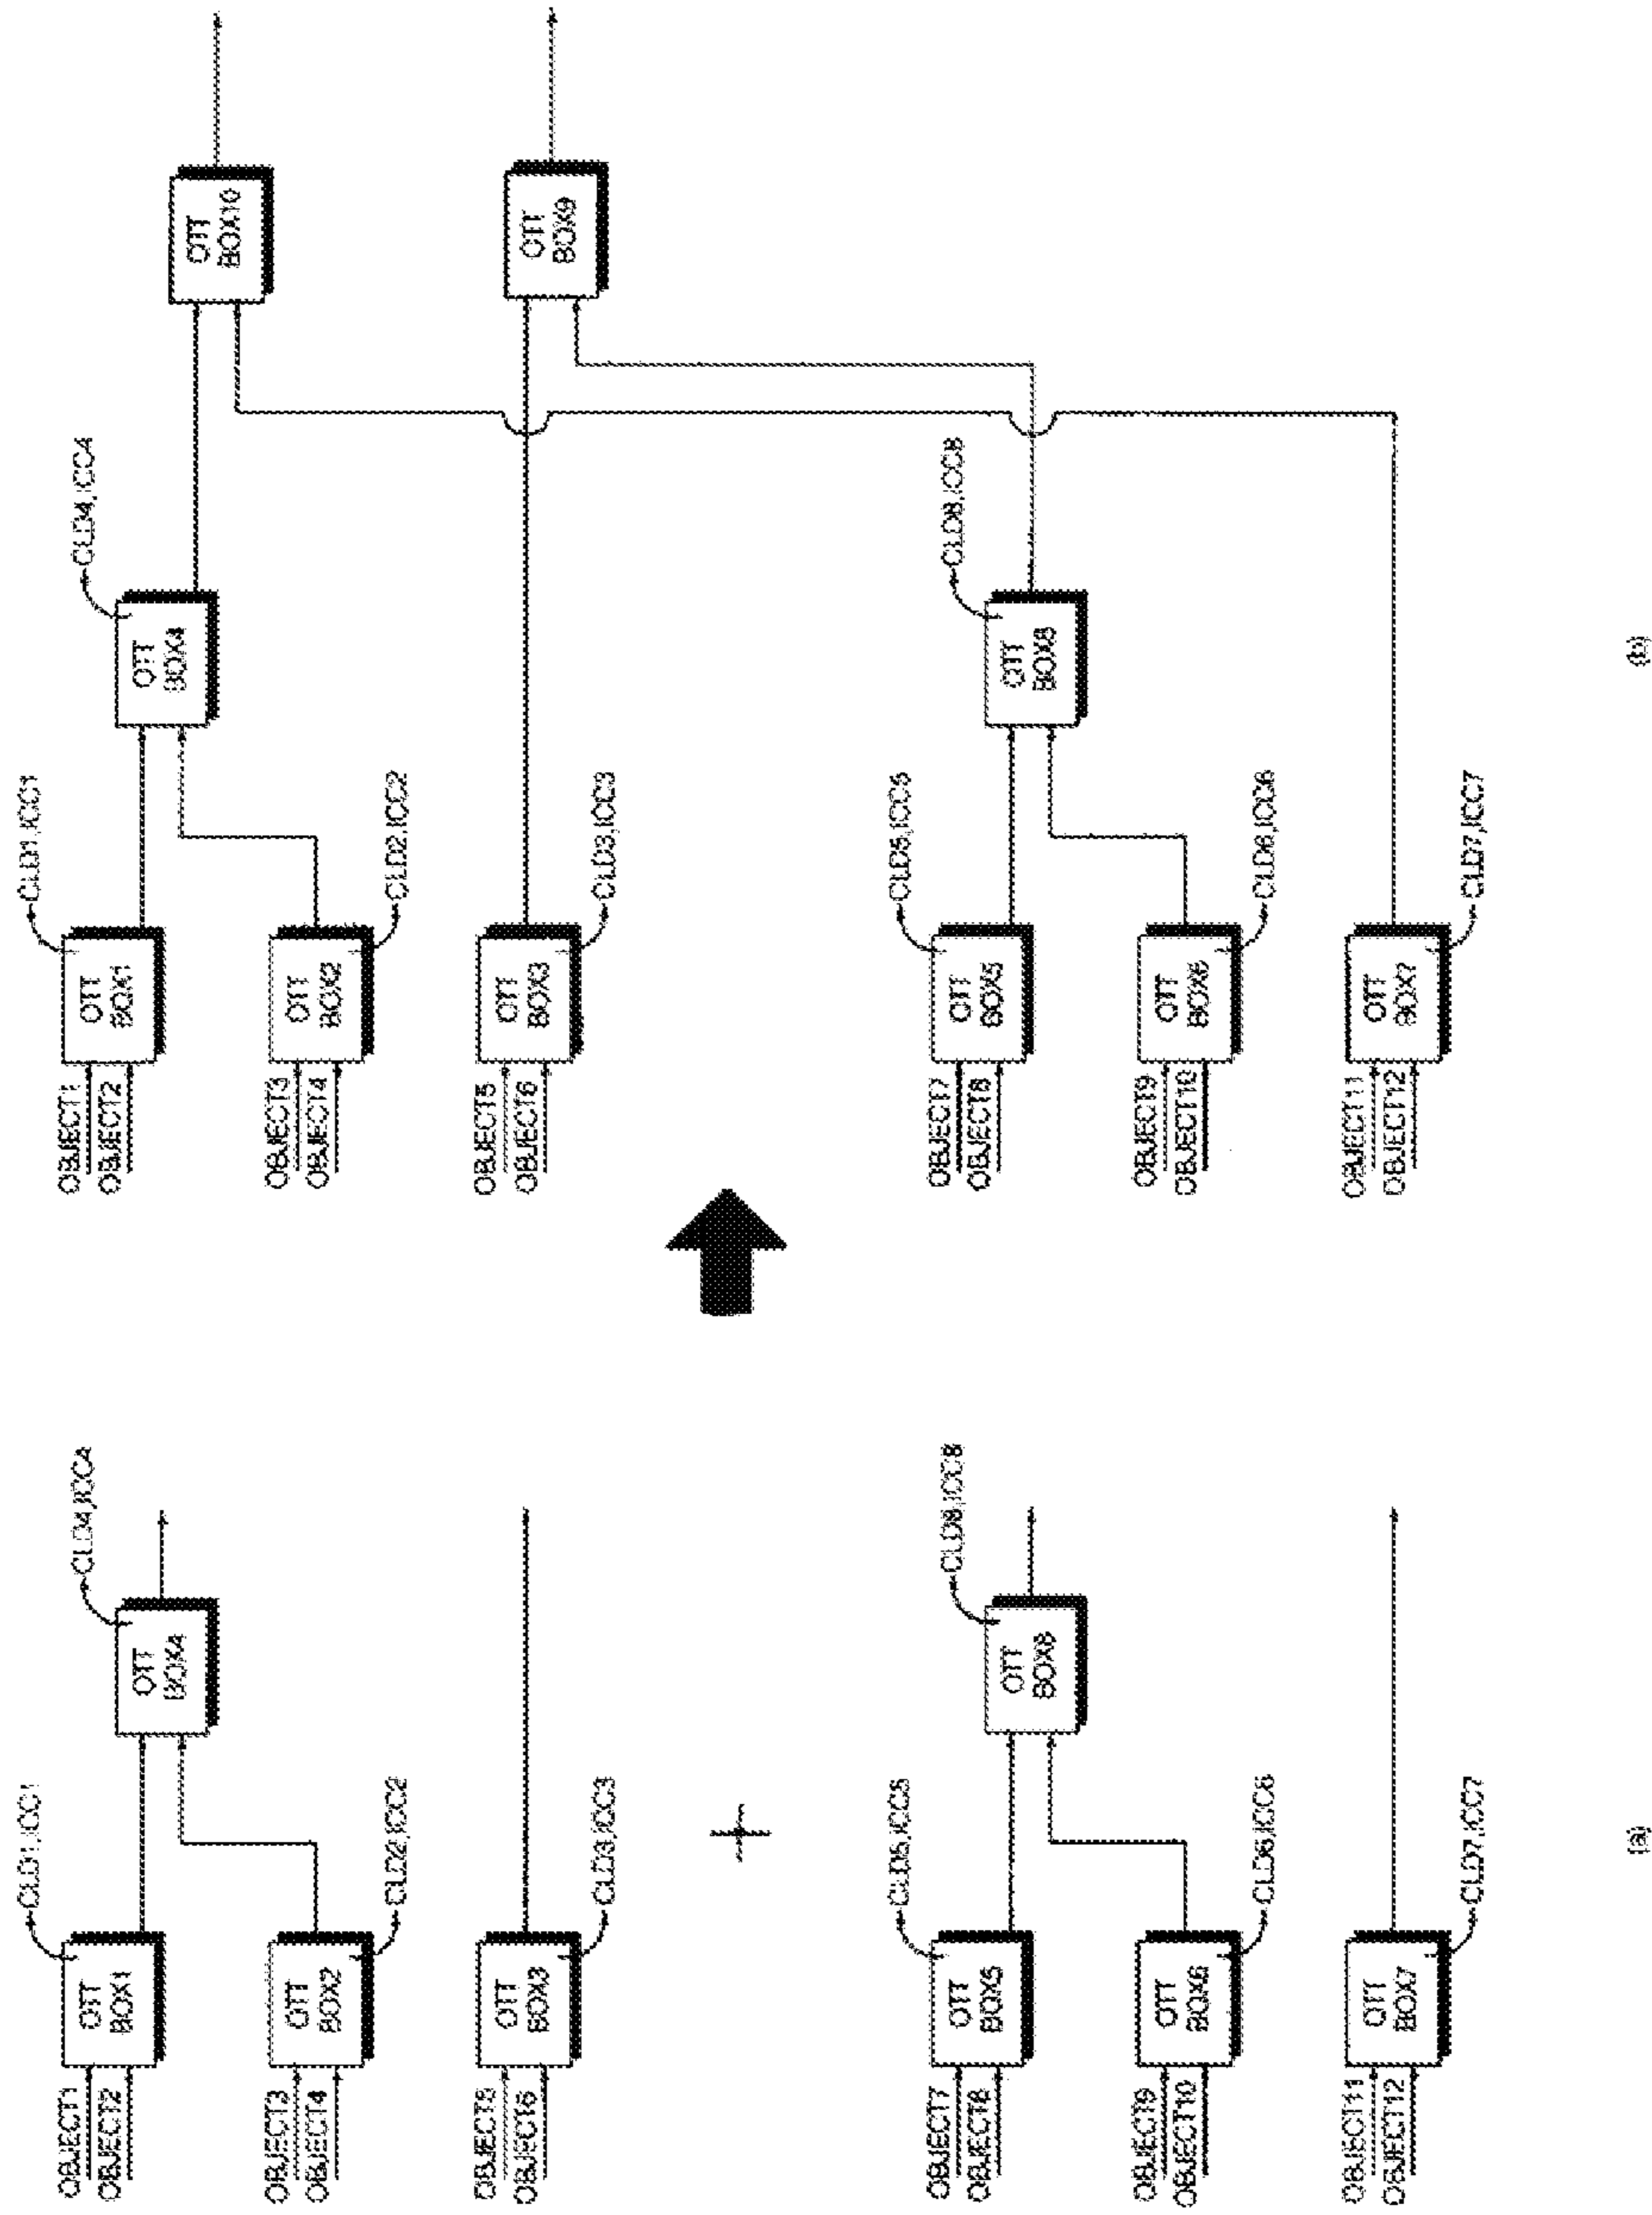 OBJECT1
OBJECT2
OTT
BOX1
CLD1,ICC1
OBJECT3
OBJECT4
OTT
BOX2
CLD2,ICC2
OTT
BOX4
CLD4,ICC4
OBJECT5
OBJECT6
OTT
BOX3
CLD3,ICC3
+
OBJECT7
OBJECT8
OTT
BOX5
CLD5,ICC5
OBJECT9
OBJECT10
OTT
BOX6
CLD6,ICC6
OTT
BOX8
CLD8,ICC8
OBJECT11
OBJECT12
OTT
BOX7
CLD7,ICC7
(a)
OBJECT1
OBJECT2
OTT
BOX1
CLD1,ICC1
OBJECT3
OBJECT4
OTT
BOX2
CLD2,ICC2
OTT
BOX4
CLD4,ICC4
OBJECT5
OBJECT6
OTT
BOX3
CLD3,ICC3
OTT
BOX10
OTT
BOX9
OBJECT7
OBJECT8
OTT
BOX5
CLD5,ICC5
OBJECT9
OBJECT10
OTT
BOX6
CLD6,ICC6
OTT
BOX8
CLD8,ICC8
OBJECT11
OBJECT12
OTT
BOX7
CLD7,ICC7
(b)